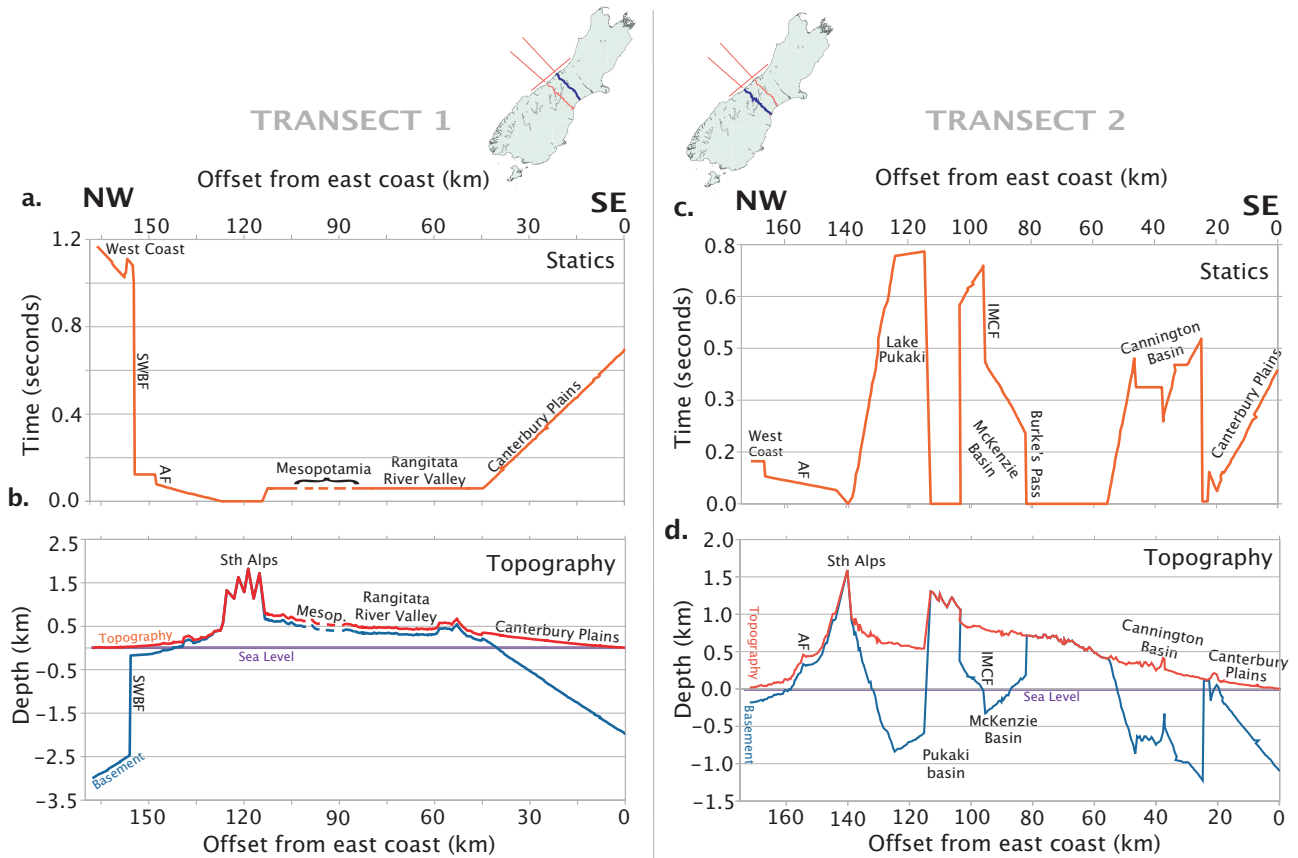 TRANSECT 1
Offset from east coast (km)
a.
NW
SE
150
120
110
90
60
30
0
1.2
1.0
0.8
0.6
0.4
0.2
0.0
Time (seconds)
Statics
West Coast
SWBF
AF
Mesopotamia
Rangitata
River Valley
Canterbury Plains
b.
2.5
1.5
0.5
−0.5
−1.5
−2.5
−3.5
Depth (km)
Topography
Sth Alps
Mesop.
Rangitata
River Valley
Canterbury Plains
Topography
Sea Level
SWBF
Basement
150
120
90
60
30
0
Offset from east coast (km)
TRANSECT 2
Offset from east coast (km)
c.
NW
SE
160
140
120
100
80
60
40
20
0
0.8
0.6
0.5
0.3
0.2
0.0
Time (seconds)
Statics
West
Coast
AF
Lake
Pukaki
IMCF
McKenzie
Basin
Burke's Pass
Cannington
Basin
Canterbury Plains
d.
2.0
1.5
1.0
0.5
0.0
−0.5
−1.0
−1.5
Depth (km)
Topography
Sth Alps
Topography
AF
Basement
Pukaki
basin
IMCF
McKenzie
Basin
Sea Level
Cannington
Basin
Canterbury
Plains
160
140
120
100
80
60
40
20
0
Offset from east coast (km)